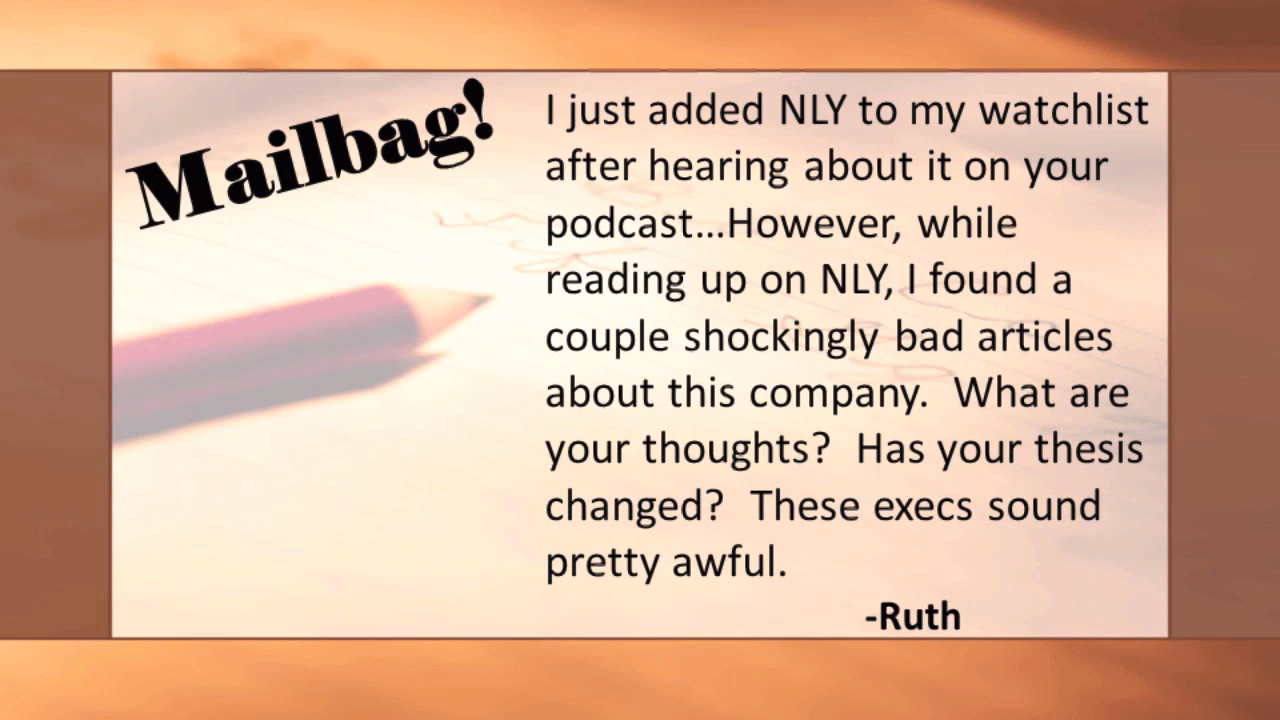 Mailbag!
I just added NLY to my watchlist
after hearing about it on your
podcast...However, while
reading up on NLY, I found a
couple shockingly bad articles
about this company.  What are
your thoughts?  Has your thesis
changed?  These execs sound
pretty awful.
-Ruth